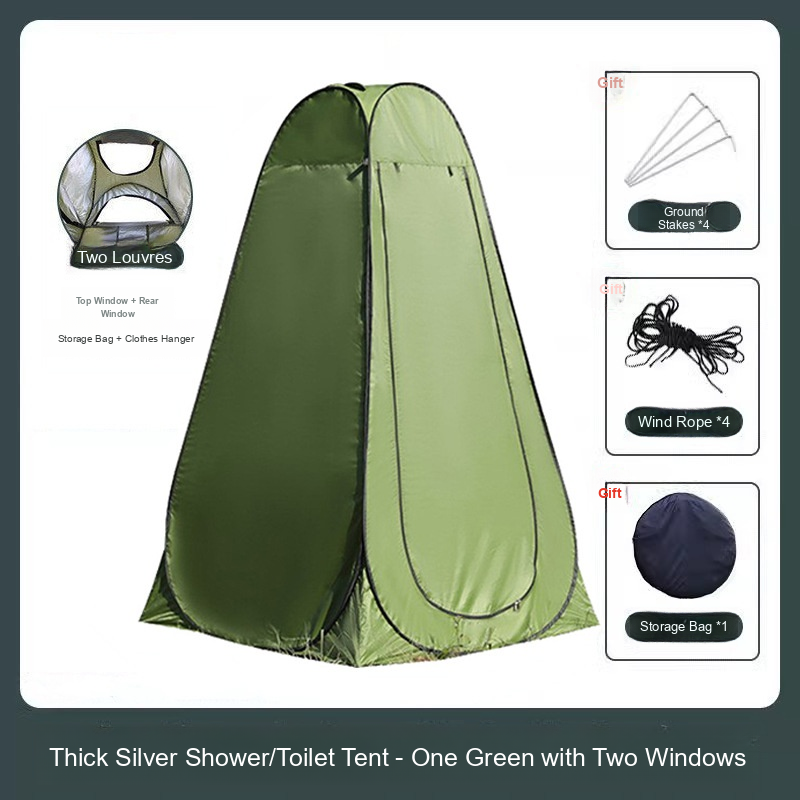 Gift
Ground
Stakes *4
Two Louvres
Top Window + Rear
Window
Storage Bag + Clothes Hanger
Gift
Wind Rope *4
Gift
Storage Bag *1
Thick Silver Shower/Toilet Tent - One Green with Two Windows